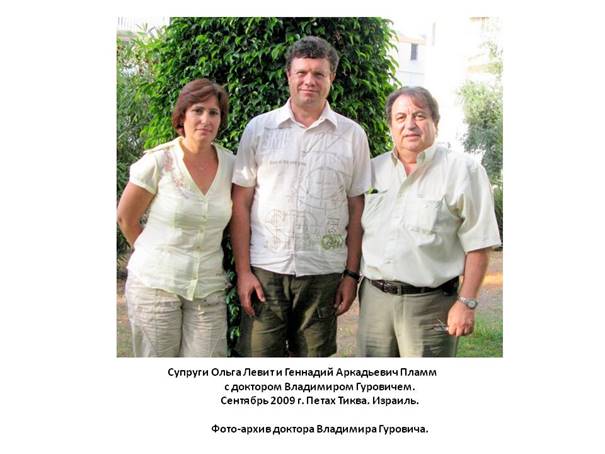 Супруги Ольга Левит и Геннадий Аркадьевич Пламм
с доктором Владимиром Гуровичем.
Сентябрь 2009 г. Петах Тиква. Израиль.
Фото-архив доктора Владимира Гуровича.